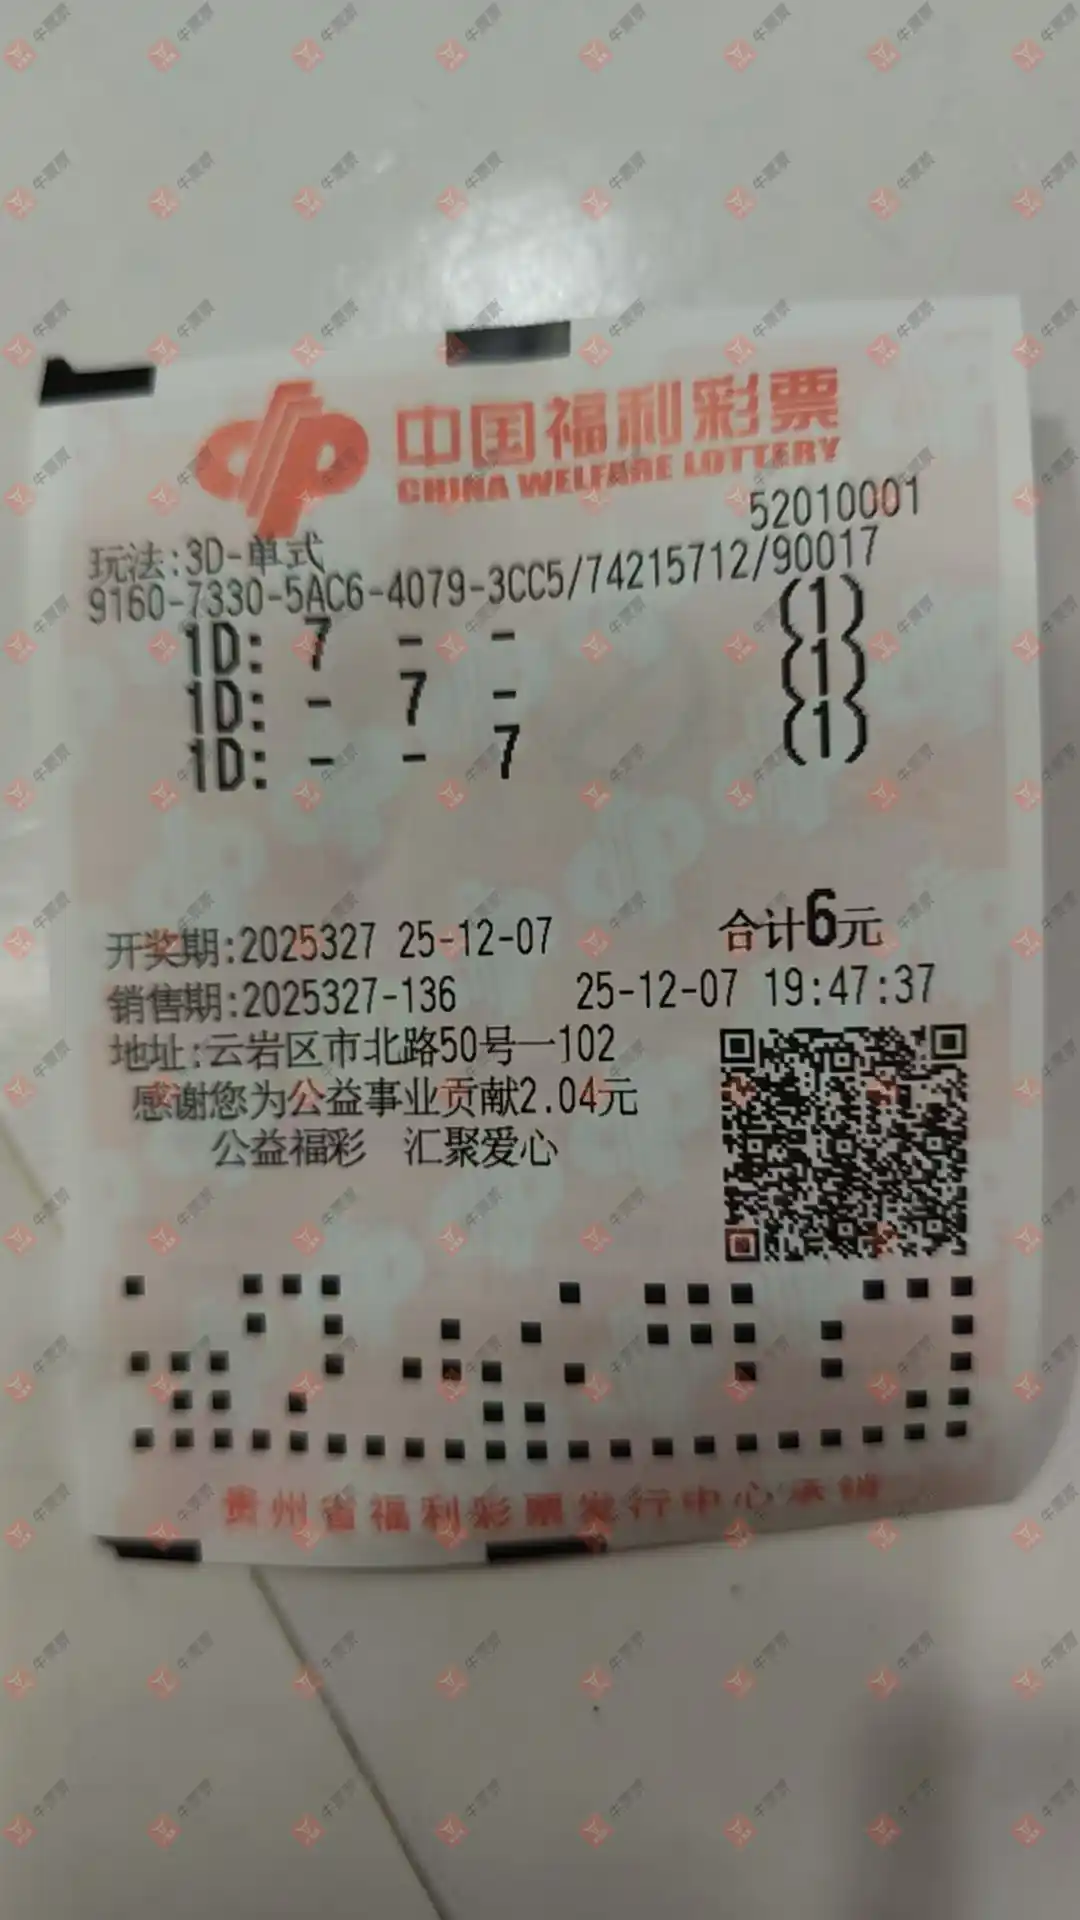 中国福利彩票
CHINA WELFARE LOTTERY
52010001
玩法:3D-单式
9160-7330-5AC6-4079-3CC5/74215712/90017
1D: 7 - - (1)
1D: - 7 - (1)
1D: - - 7 (1)
合计6元
开奖期:2025327 25-12-07
销售期:2025327-136 25-12-07 19:47:37
地址:云岩区市北路50号一102
感谢您为公益事业贡献2.04元
公益福彩 汇聚爱心
贵州省福利彩票发行中心承销